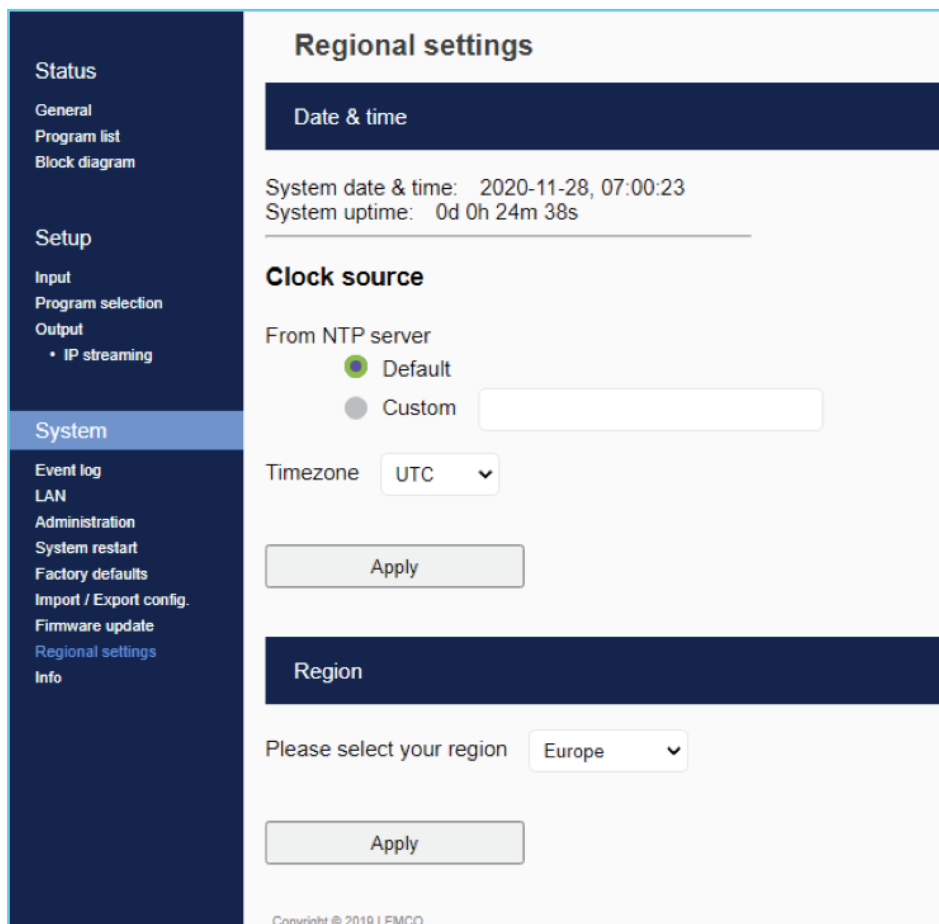 Status
General
Program list
Block diagram
Setup
Input
Program selection
Output
• IP streaming
System
Event log
LAN
Administration
System restart
Factory defaults
Import / Export config.
Firmware update
Regional settings
Info
Regional settings
Date & time
System date & time: 2020-11-28, 07:00:23
System uptime: 0d 0h 24m 38s
Clock source
From NTP server
Default
Custom
Timezone UTC
Apply
Region
Please select your region Europe
Apply
Copyright © 2019 LEMCO